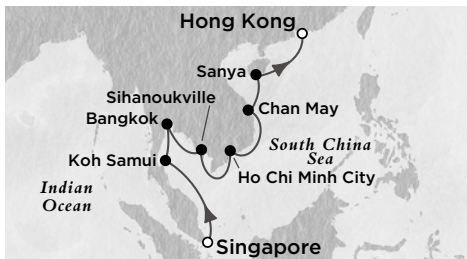 Hong Kong
Sanya
Sihanoukville
Bangkok
Chan May
South China
Sea
Koh Samui
Ho Chi Minh City
Indian
Ocean
Singapore